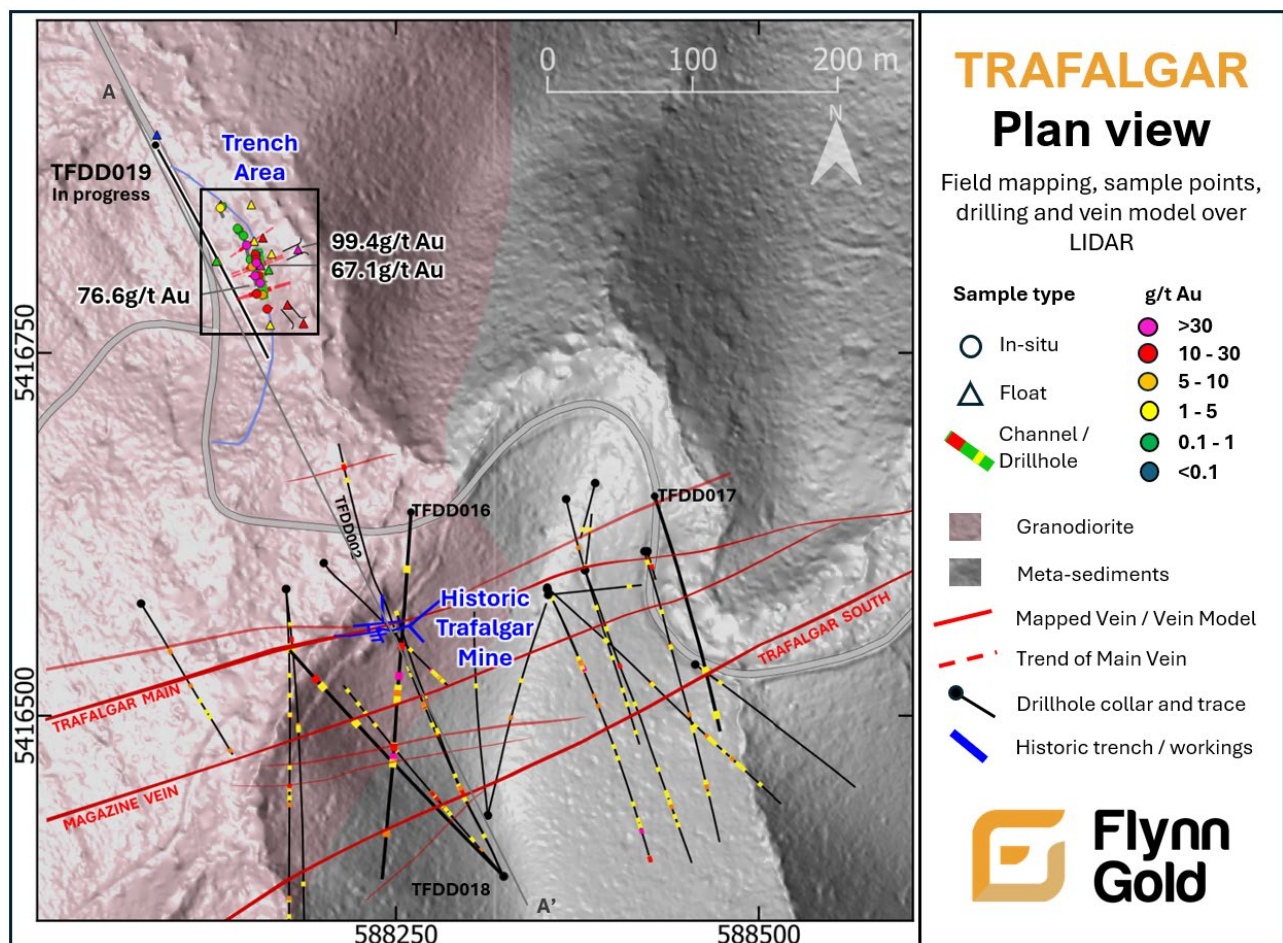 TRAFALGAR
Plan view
Field mapping, sample points,
drilling and vein model over
LIDAR
Sample type
g/t Au
In-situ
Float
Channel /
Drillhole
>30
10 - 30
5 - 10
1 - 5
0.1 - 1
<0.1
Granodiorite
Meta-sediments
Mapped Vein / Vein Model
Trend of Main Vein
Drillhole collar and trace
Historic trench / workings
Flynn
Gold
0 100 200 m
N
A
TFDD019
In progress
Trench
Area
99.4g/t Au
67.1g/t Au
76.6g/t Au
5416750
TFDD002
TFDD016
TFDD017
Historic
Trafalgar
Mine
TRAFALGAR SOUTH
TRAFALGAR MAIN
5416500
MAGAZINE VEIN
TFDD018
A'
588250
588500